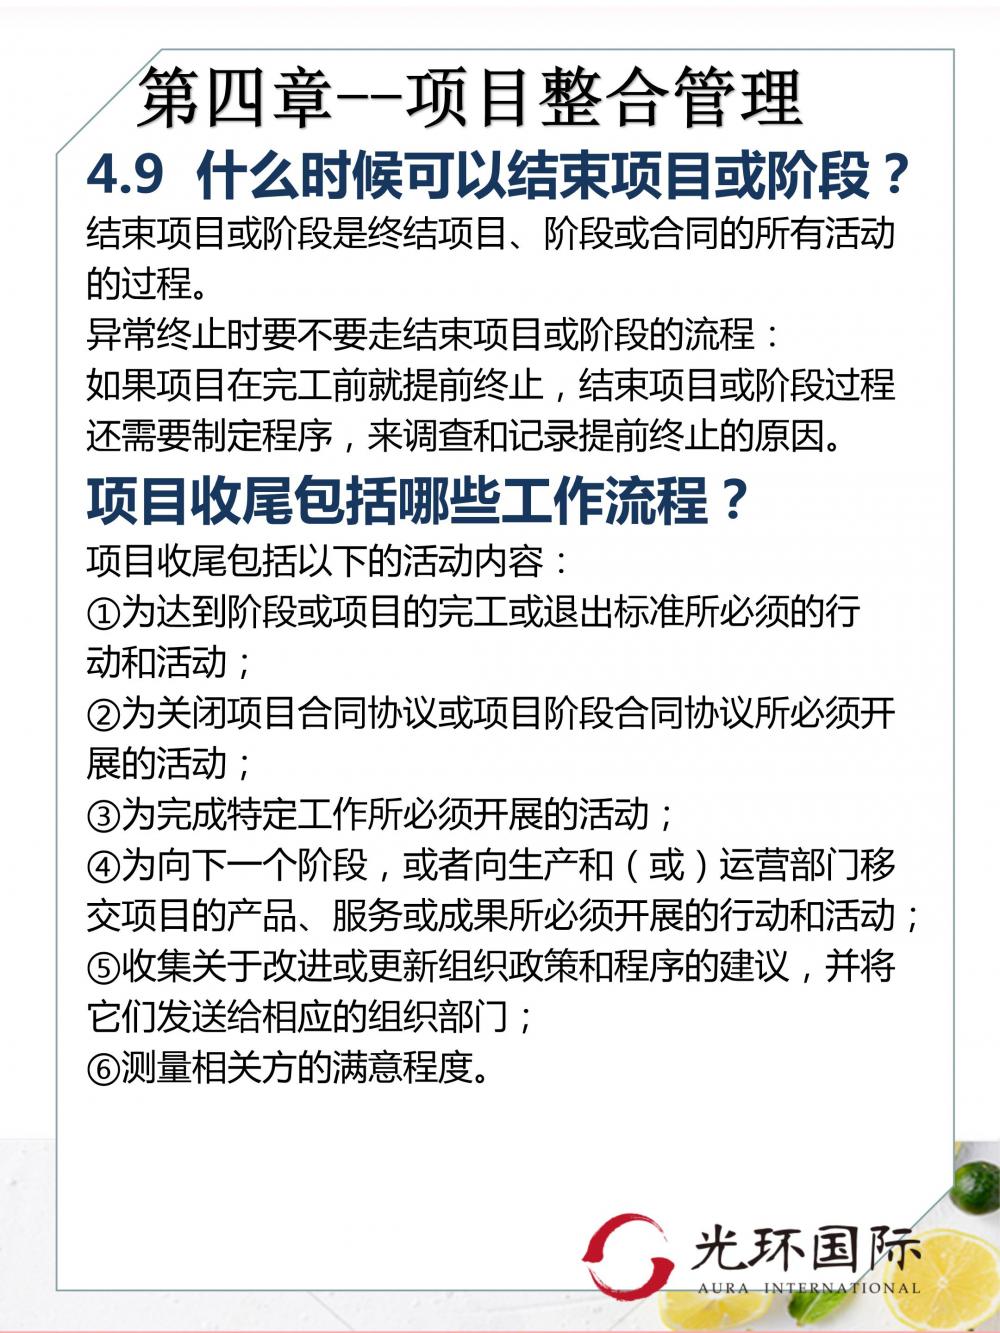 第四章--项目整合管理
4.9 什么时候可以结束项目或阶段？
结束项目或阶段是终结项目、阶段或合同的所有活动
的过程。
异常终止时要不要走结束项目或阶段的流程：
如果项目在完工前就提前终止，结束项目或阶段过程
还需要制定程序，来调查和记录提前终止的原因。
项目收尾包括哪些工作流程？
项目收尾包括以下的活动内容：
①为达到阶段或项目的完工或退出标准所必须的行
动和活动；
②为关闭项目合同协议或项目阶段合同协议所必须开
展的活动；
③为完成特定工作所必须开展的活动；
④为向下一个阶段，或者向生产和（或）运营部门移
交项目的产品、服务或成果所必须开展的行动和活动；
⑤收集关于改进或更新组织政策和程序的建议，并将
它们发送给相应的组织部门；
⑥测量相关方的满意程度。
光环国际
AURA INTERNATIONAL